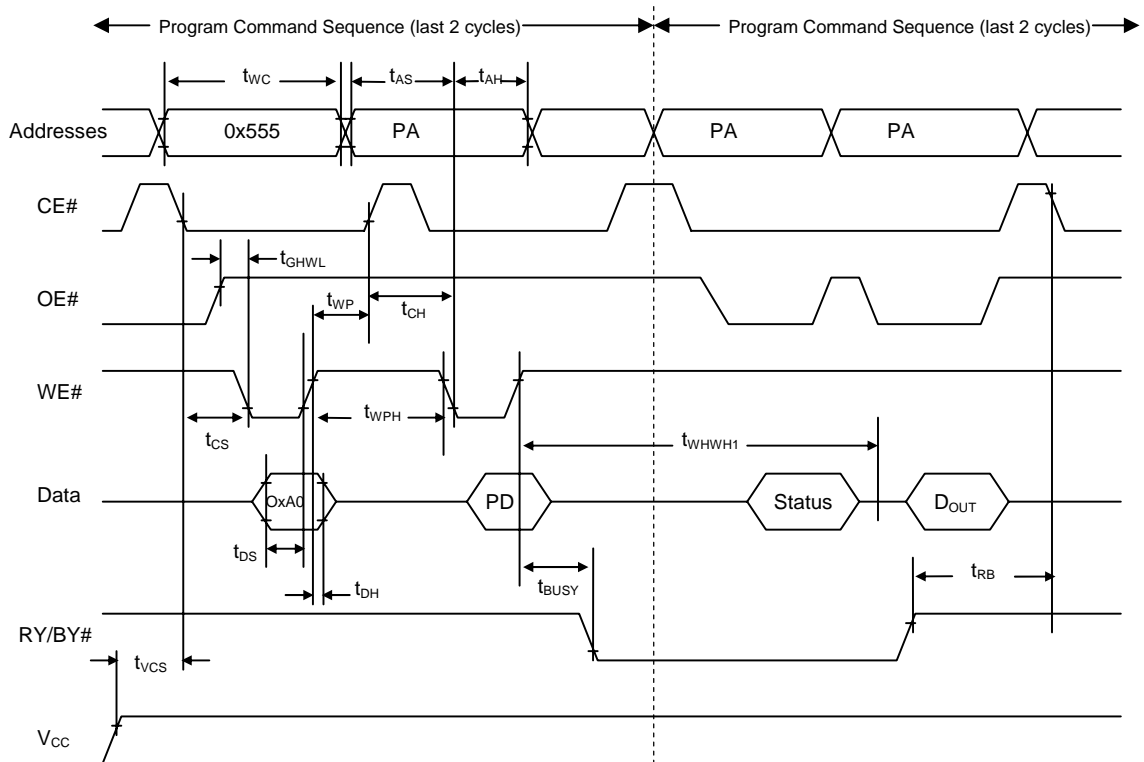 Program Command Sequence (last 2 cycles) Program Command Sequence (last 2 cycles)
tWC tAS tAH
Addresses 0x555 PA PA PA
CE#
tGHWL
OE#
tWP tCH
WE#
tCS tWPH tWHWH1
Data OxA0 PD Status DOUT
tDS tDH tBUSY tRB
RY/BY#
tVCS
VCC